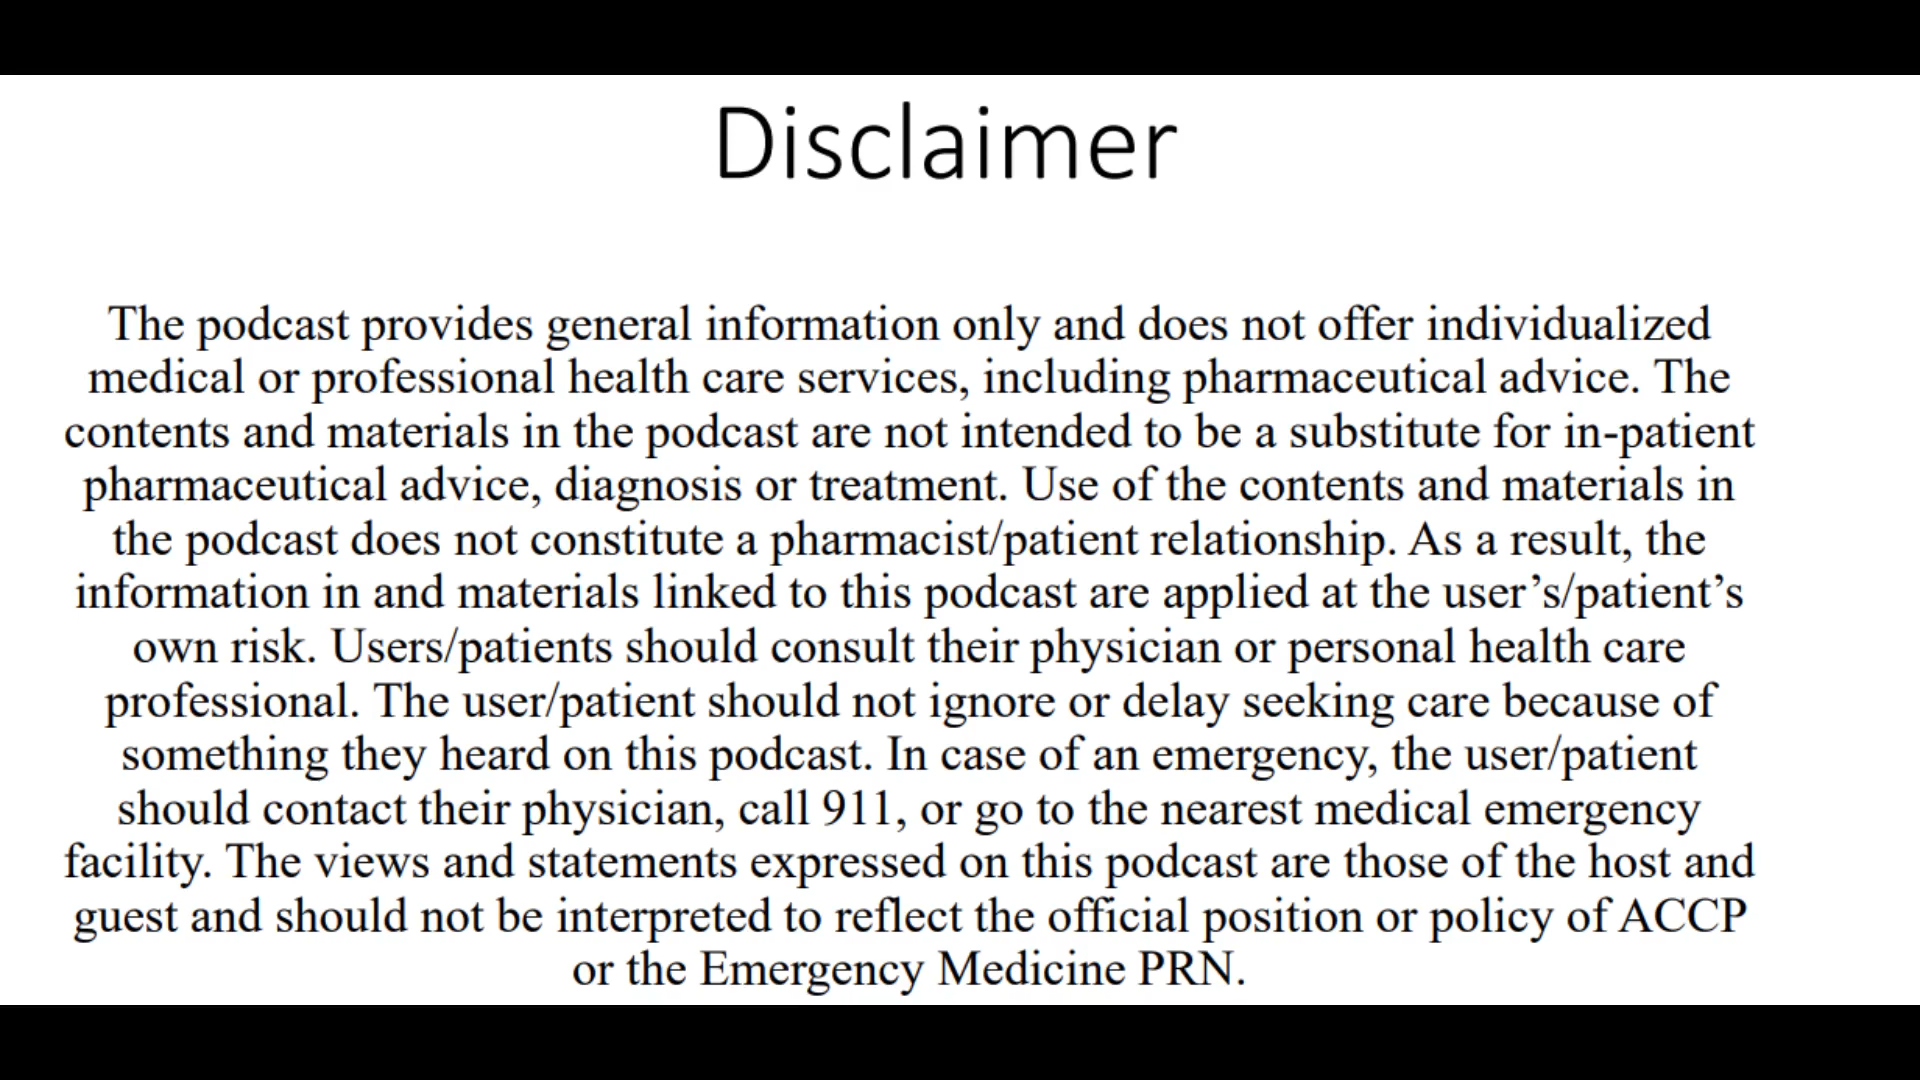 Disclaimer
The podcast provides general information only and does not offer individualized
medical or professional health care services, including pharmaceutical advice. The
contents and materials in the podcast are not intended to be a substitute for in-patient
pharmaceutical advice, diagnosis or treatment. Use of the contents and materials in
the podcast does not constitute a pharmacist/patient relationship. As a result, the
information in and materials linked to this podcast are applied at the user’s/patient’s
own risk. Users/patients should consult their physician or personal health care
professional. The user/patient should not ignore or delay seeking care because of
something they heard on this podcast. In case of an emergency, the user/patient
should contact their physician, call 911, or go to the nearest medical emergency
facility. The views and statements expressed on this podcast are those of the host and
guest and should not be interpreted to reflect the official position or policy of ACCP
or the Emergency Medicine PRN.